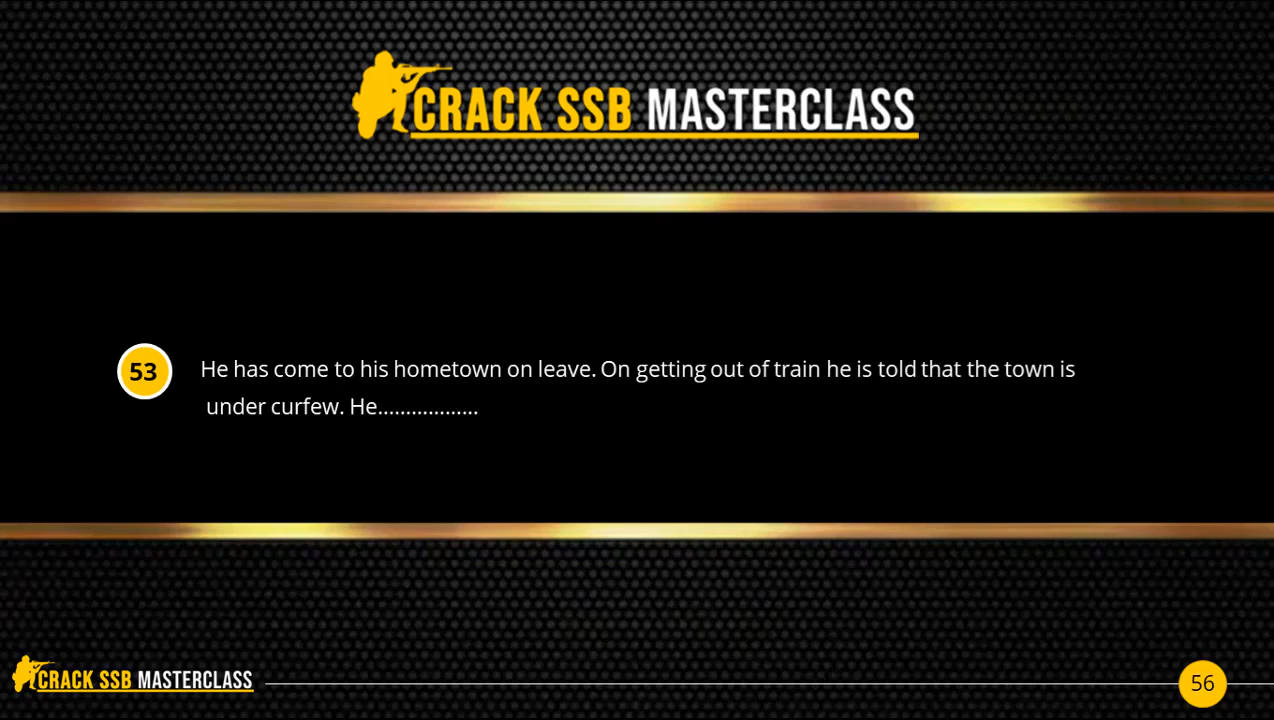 CRACK SSB MASTERCLASS
53 He has come to his hometown on leave. On getting out of train he is told that the town is
under curfew. He..................
CRACK SSB MASTERCLASS
56